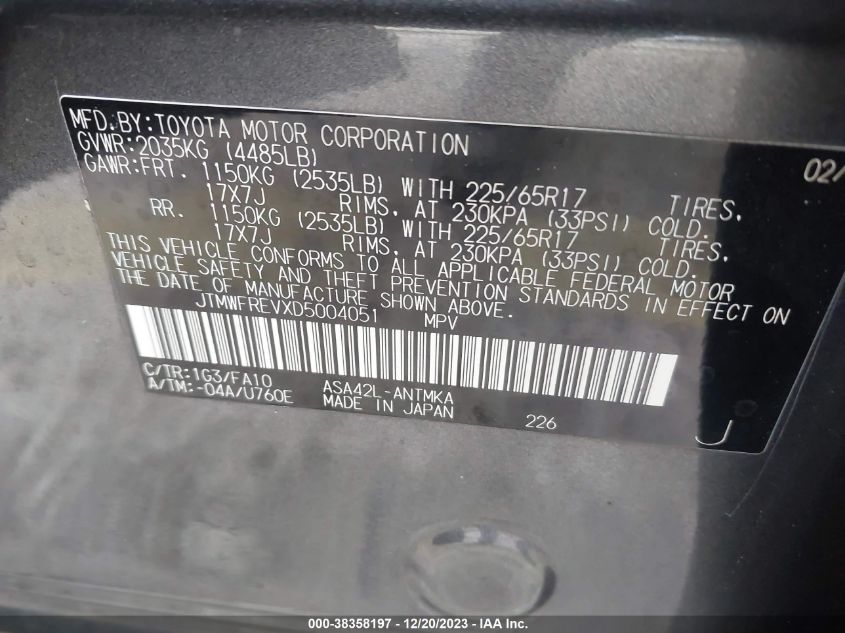 MFD.BY:TOYOTA MOTOR CORPORATION 02/
GVWR:2035KG (4485LB)
GAWR:FRT. 1150KG (2535LB) WITH 225/65R17 TIRES,
17X7J RIMS, AT 230KPA (33PSI) COLD.
RR. 1150KG (2535LB) WITH 225/65R17 TIRES,
17X7J RIMS, AT 230KPA (33PSI) COLD.
THIS VEHICLE CONFORMS TO ALL APPLICABLE FEDERAL MOTOR
VEHICLE SAFETY AND THEFT PREVENTION STANDARDS IN EFFECT ON
THE DATE OF MANUFACTURE SHOWN ABOVE.
JTMWFREVXD5004051 MPV
C/TR:1G3/FA10 ASA42L-ANTMKA
A/TM:-04A/U760E MADE IN JAPAN 226 J
000-38358197 - 12/20/2023 - IAAI Inc.